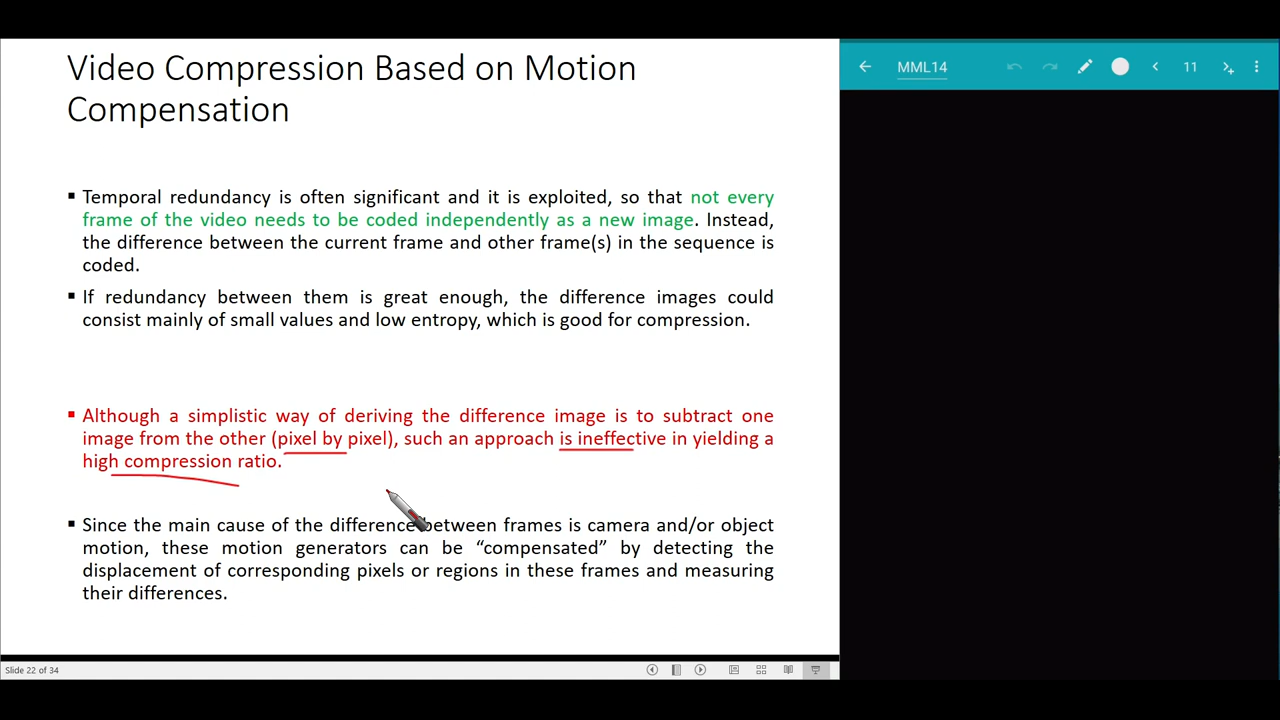 Video Compression Based on Motion
Compensation
▪ Temporal redundancy is often significant and it is exploited, so that not every
frame of the video needs to be coded independently as a new image. Instead,
the difference between the current frame and other frame(s) in the sequence is
coded.
▪ If redundancy between them is great enough, the difference images could
consist mainly of small values and low entropy, which is good for compression.
▪ Although a simplistic way of deriving the difference image is to subtract one
image from the other (pixel by pixel), such an approach is ineffective in yielding a
high compression ratio.
▪ Since the main cause of the difference between frames is camera and/or object
motion, these motion generators can be “compensated” by detecting the
displacement of corresponding pixels or regions in these frames and measuring
their differences.
Slide 22 of 34
MML14
11